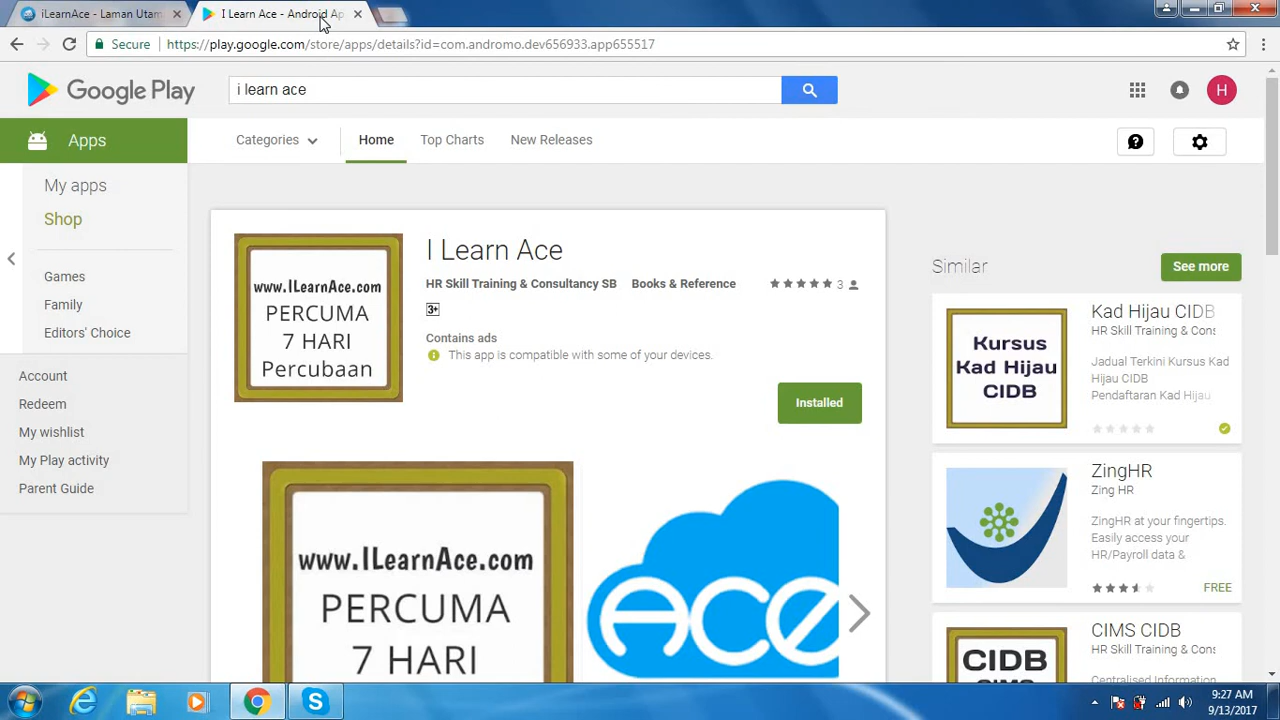 iLearnAce - Laman Utam
I Learn Ace - Android Ap
Secure
https://play.google.com/store/apps/details?id=com.andromo.dev656933.app655517
Google Play
i learn ace
H
Apps
Categories
Home
Top Charts
New Releases
My apps
Shop
Games
Family
Editors' Choice
Account
Redeem
My wishlist
My Play activity
Parent Guide
www.ILearnAce.com
PERCUMA
7 HARI
Percubaan
I Learn Ace
HR Skill Training & Consultancy SB Books & Reference
3
3+
Contains ads
This app is compatible with some of your devices.
Installed
www.ILearnAce.com
PERCUMA
7 HARI
ace
Similar
See more
Kursus
Kad Hijau
CIDB
Kad Hijau CIDB
HR Skill Training & Cons
Jadual Terkini Kursus Kad
Hijau CIDB
Pendaftaran Kad Hijau
ZingHR
Zing HR
ZingHR at your fingertips.
Easily access your
HR/Payroll data &
FREE
CIDB
CIMS CIDB
HR Skill Training & Cons
Centralised Information
9:27 AM
9/13/2017